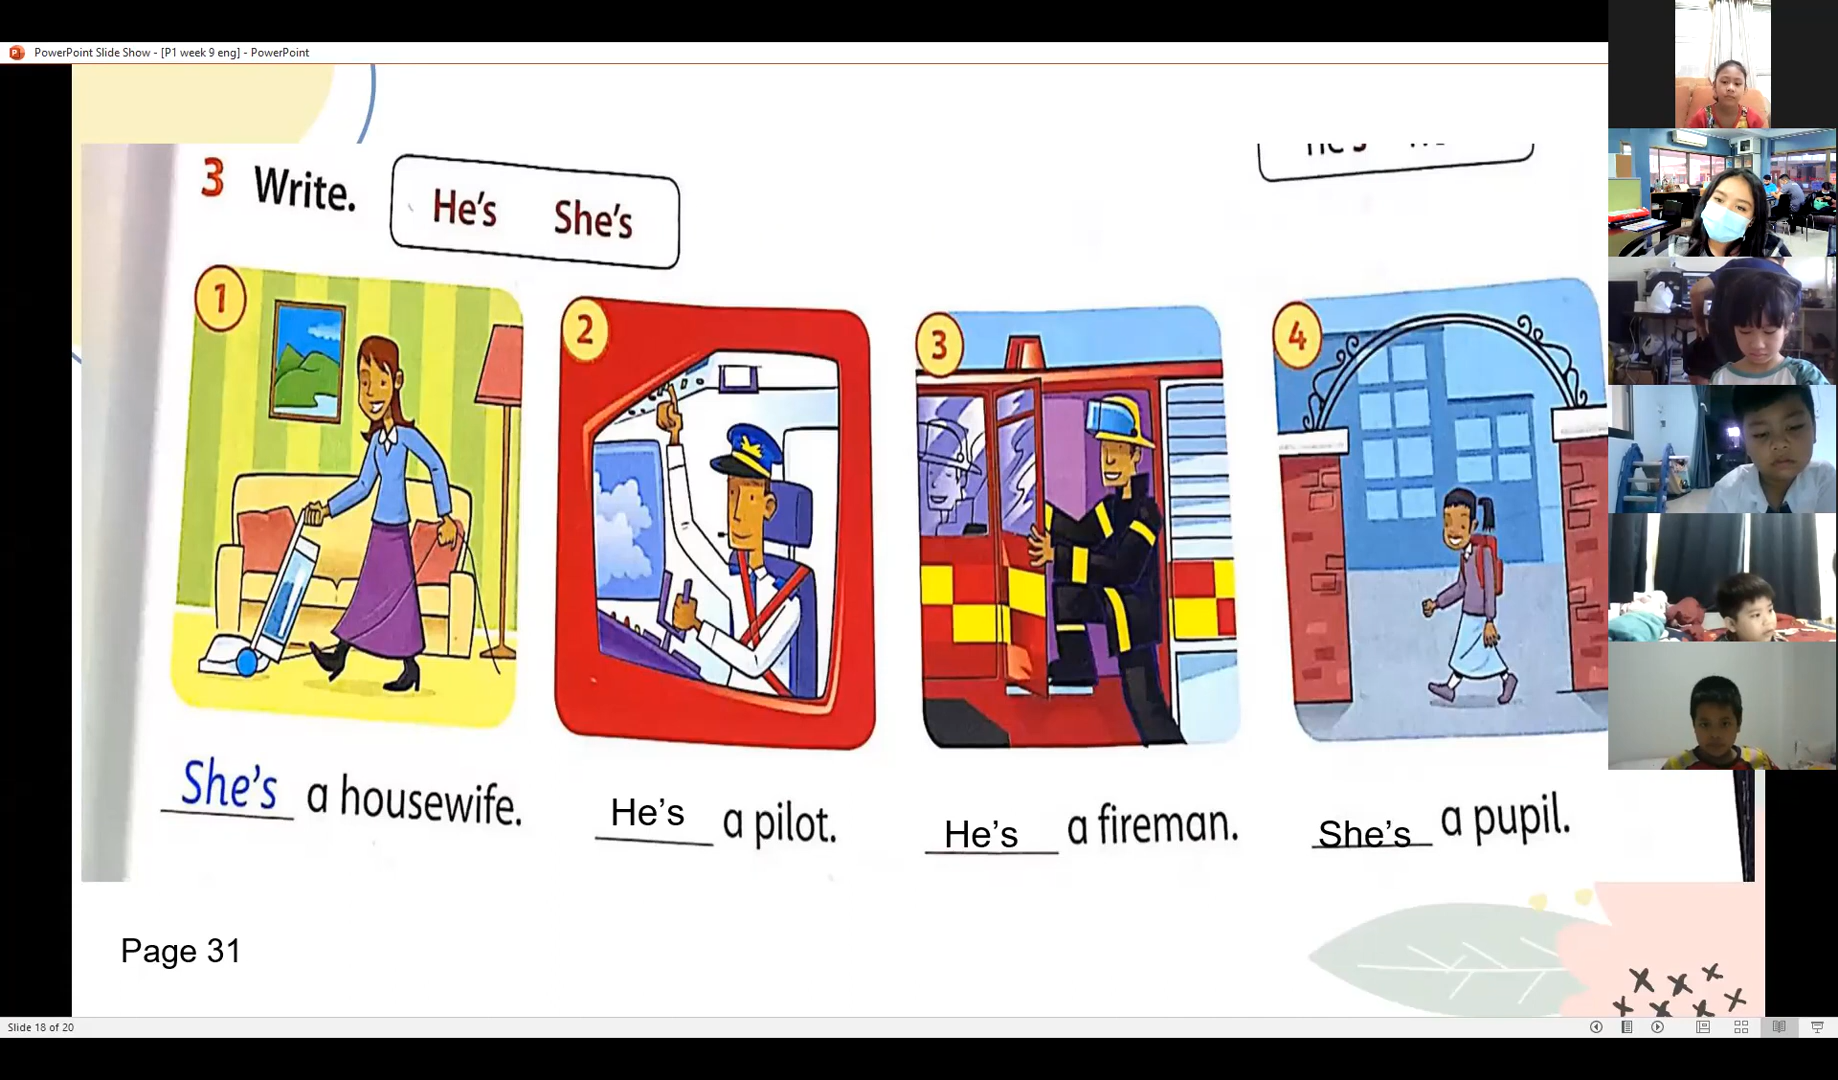 PowerPoint Slide Show - [P1 week 9 eng] - PowerPoint
3 Write.
He's She's
1
2
3
4
She's a housewife.
He's a pilot.
He's a fireman.
She's a pupil.
Page 31
Slide 18 of 20